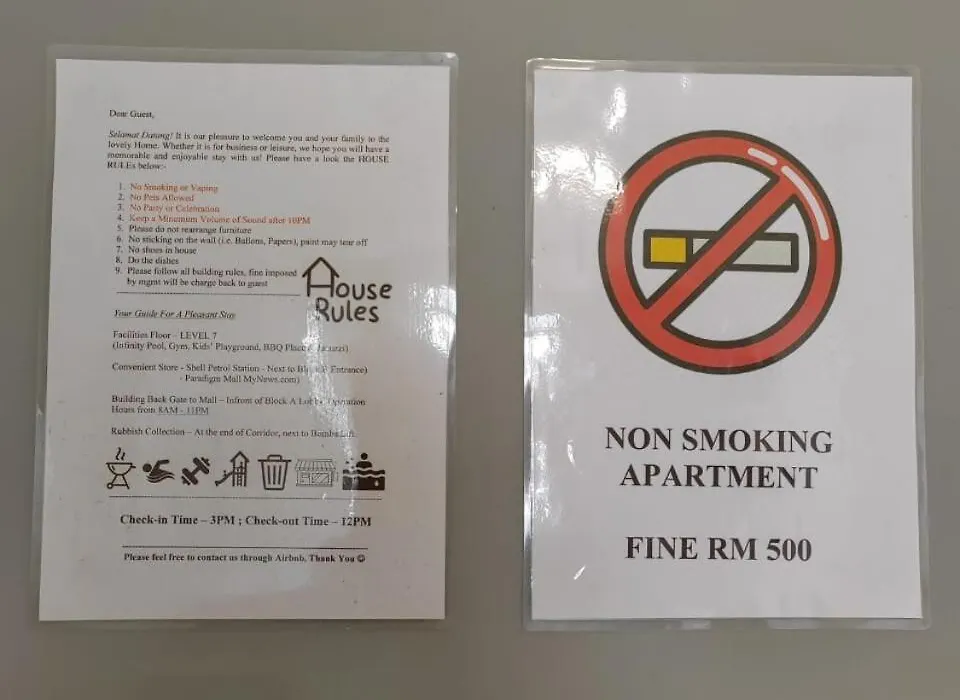 Dear Guest,
Selamat Datang! It is our pleasure to welcome you and your family to the
lovely Home. Whether it is for business or leisure, we hope you will have a
memorable and enjoyable stay with us! Please have a look the HOUSE
RULEs below:-
1. No Smoking or Vaping
2. No Pets Allowed
3. No Party or Celebration
4. Keep a Minimum Volume of Sound after 10PM
5. Please do not rearrange furniture
6. No sticking on the wall (i.e. Ballons, Papers), paint may tear off
7. No shoes in house
8. Do the dishes
9. Please follow all building rules, fine imposed
by mgmt will be charge back to guest
House
Rules
Your Guide For A Pleasant Stay
Facilities Floor – LEVEL 7
(Infinity Pool, Gym, Kids' Playground, BBQ Place & Jacuzzi)
Convenient Store - Shell Petrol Station - Next to Block B Entrance)
- Paradigm Mall MyNews.com)
Building Back Gate to Mall – Infront of Block A Lobby Operation
Hours from 8AM - 11PM
Rubbish Collection – At the end of Corridor, next to Bomba Lift.
Check-in Time – 3PM ; Check-out Time – 12PM
Please feel free to contact us through Airbnb. Thank You ☺
NON SMOKING
APARTMENT
FINE RM 500